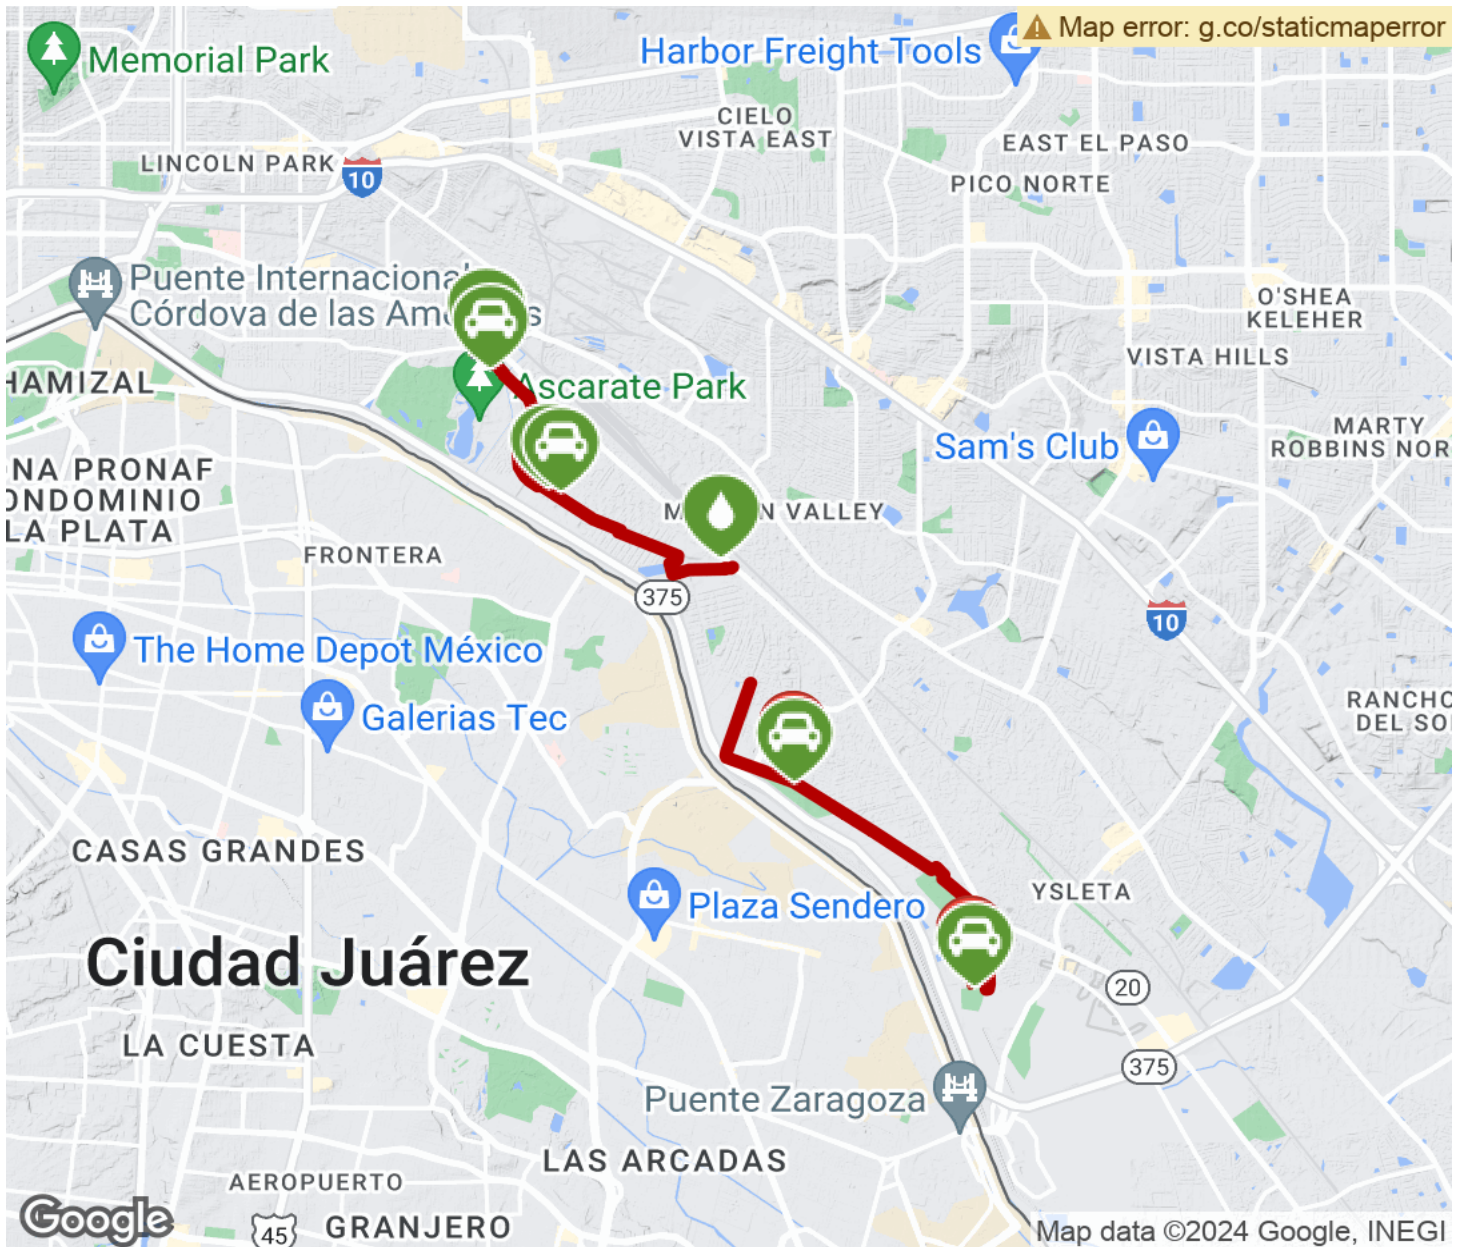 Map error: g.co/staticmaperror
Memorial Park
Harbor Freight Tools
CIELO
VISTA EAST
EAST EL PASO
LINCOLN PARK
10
PICO NORTE
Puente Internacional
Córdova de las Am s
O'SHEA
KELEHER
VISTA HILLS
HAMIZAL
Ascarate Park
MARTY
ROBBINS NOR
Sam's Club
NA PRONAF
ONDOMINIO
LA PLATA
M N VALLEY
FRONTERA
375
10
The Home Depot México
Galerias Tec
RANCHO
DEL SO
CASAS GRANDES
YSLETA
Plaza Sendero
Ciudad Juárez
20
LA CUESTA
375
Puente Zaragoza
LAS ARCADAS
AEROPUERTO
Google
45
GRANJERO
Map data ©2024 Google, INEGI